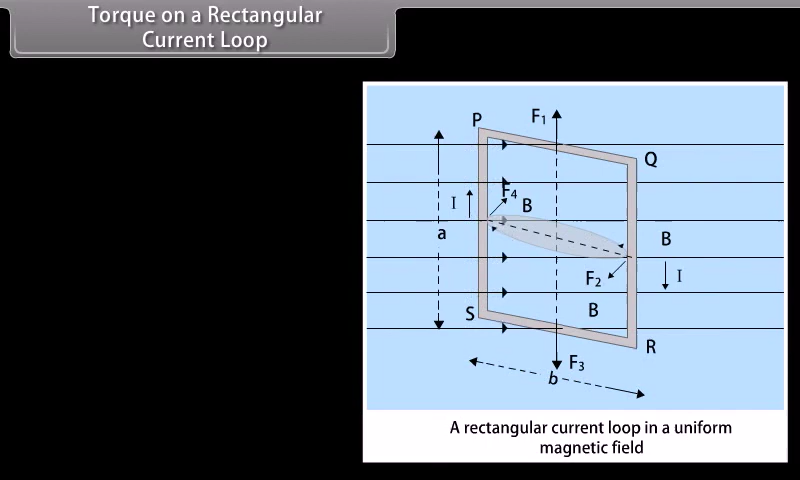 Torque on a Rectangular
Current Loop
P
F1
Q
F4
I
B
a
B
F2
I
S
B
R
F3
b
A rectangular current loop in a uniform
magnetic field